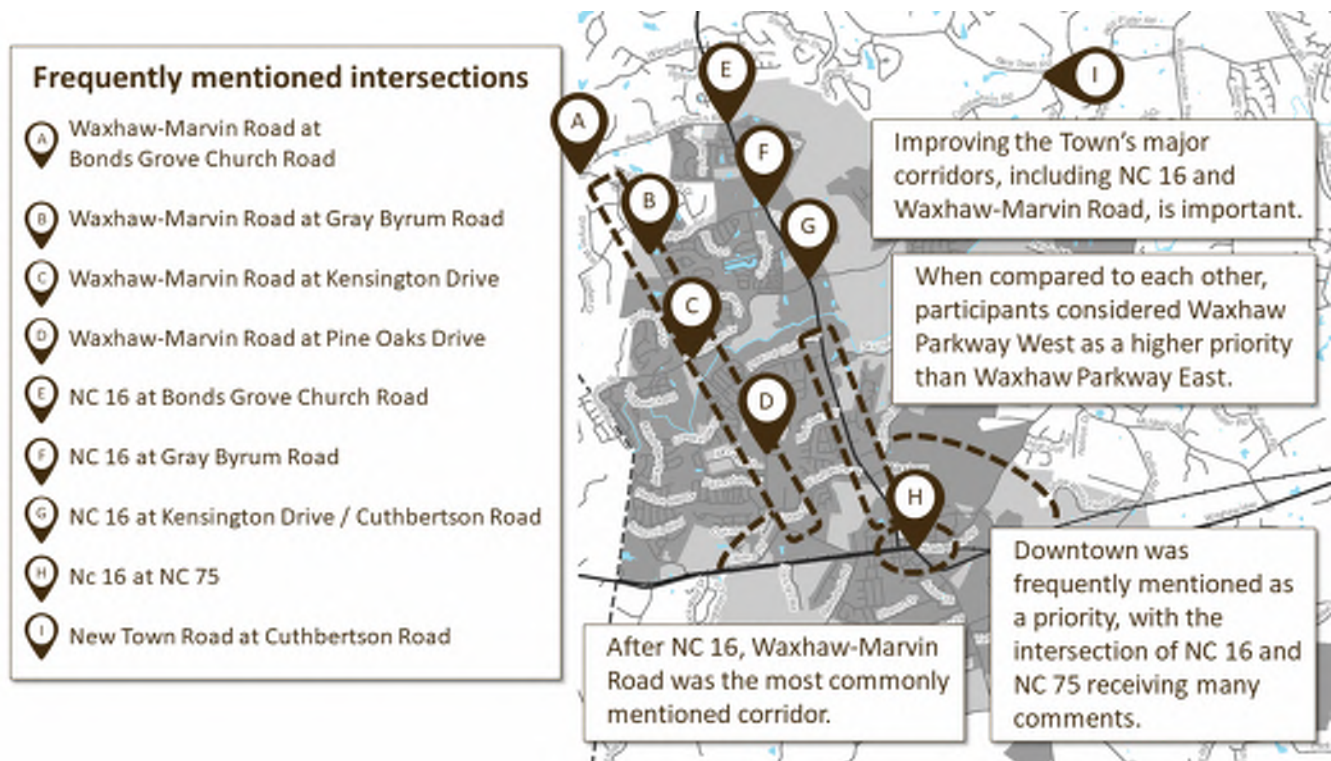 Frequently mentioned intersections
A
Waxhaw-Marvin Road at
Bonds Grove Church Road
B
Waxhaw-Marvin Road at Gray Byrum Road
C
Waxhaw-Marvin Road at Kensington Drive
D
Waxhaw-Marvin Road at Pine Oaks Drive
E
NC 16 at Bonds Grove Church Road
F
NC 16 at Gray Byrum Road
G
NC 16 at Kensington Drive / Cuthbertson Road
H
Nc 16 at NC 75
I
New Town Road at Cuthbertson Road
A
B
C
D
E
F
G
H
I
Improving the Town's major
corridors, including NC 16 and
Waxhaw-Marvin Road, is important.
When compared to each other,
participants considered Waxhaw
Parkway West as a higher priority
than Waxhaw Parkway East.
After NC 16, Waxhaw-Marvin
Road was the most commonly
mentioned corridor.
Downtown was
frequently mentioned as
a priority, with the
intersection of NC 16 and
NC 75 receiving many
comments.